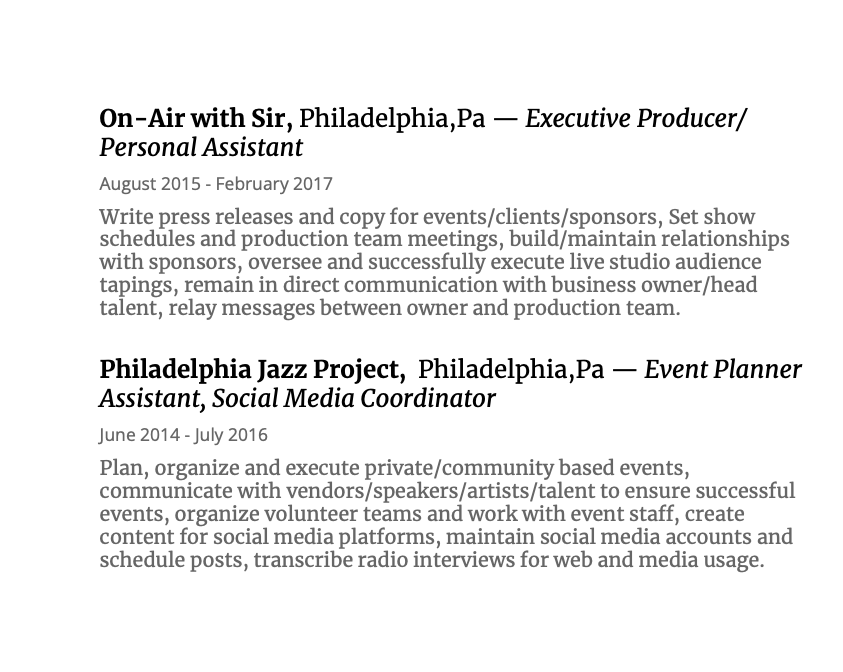 On-Air with Sir, Philadelphia,Pa — Executive Producer/
Personal Assistant
August 2015 - February 2017
Write press releases and copy for events/clients/sponsors, Set show
schedules and production team meetings, build/maintain relationships
with sponsors, oversee and successfully execute live studio audience
tapings, remain in direct communication with business owner/head
talent, relay messages between owner and production team.
Philadelphia Jazz Project,  Philadelphia,Pa — Event Planner
Assistant, Social Media Coordinator
June 2014 - July 2016
Plan, organize and execute private/community based events,
communicate with vendors/speakers/artists/talent to ensure successful
events, organize volunteer teams and work with event staff, create
content for social media platforms, maintain social media accounts and
schedule posts, transcribe radio interviews for web and media usage.